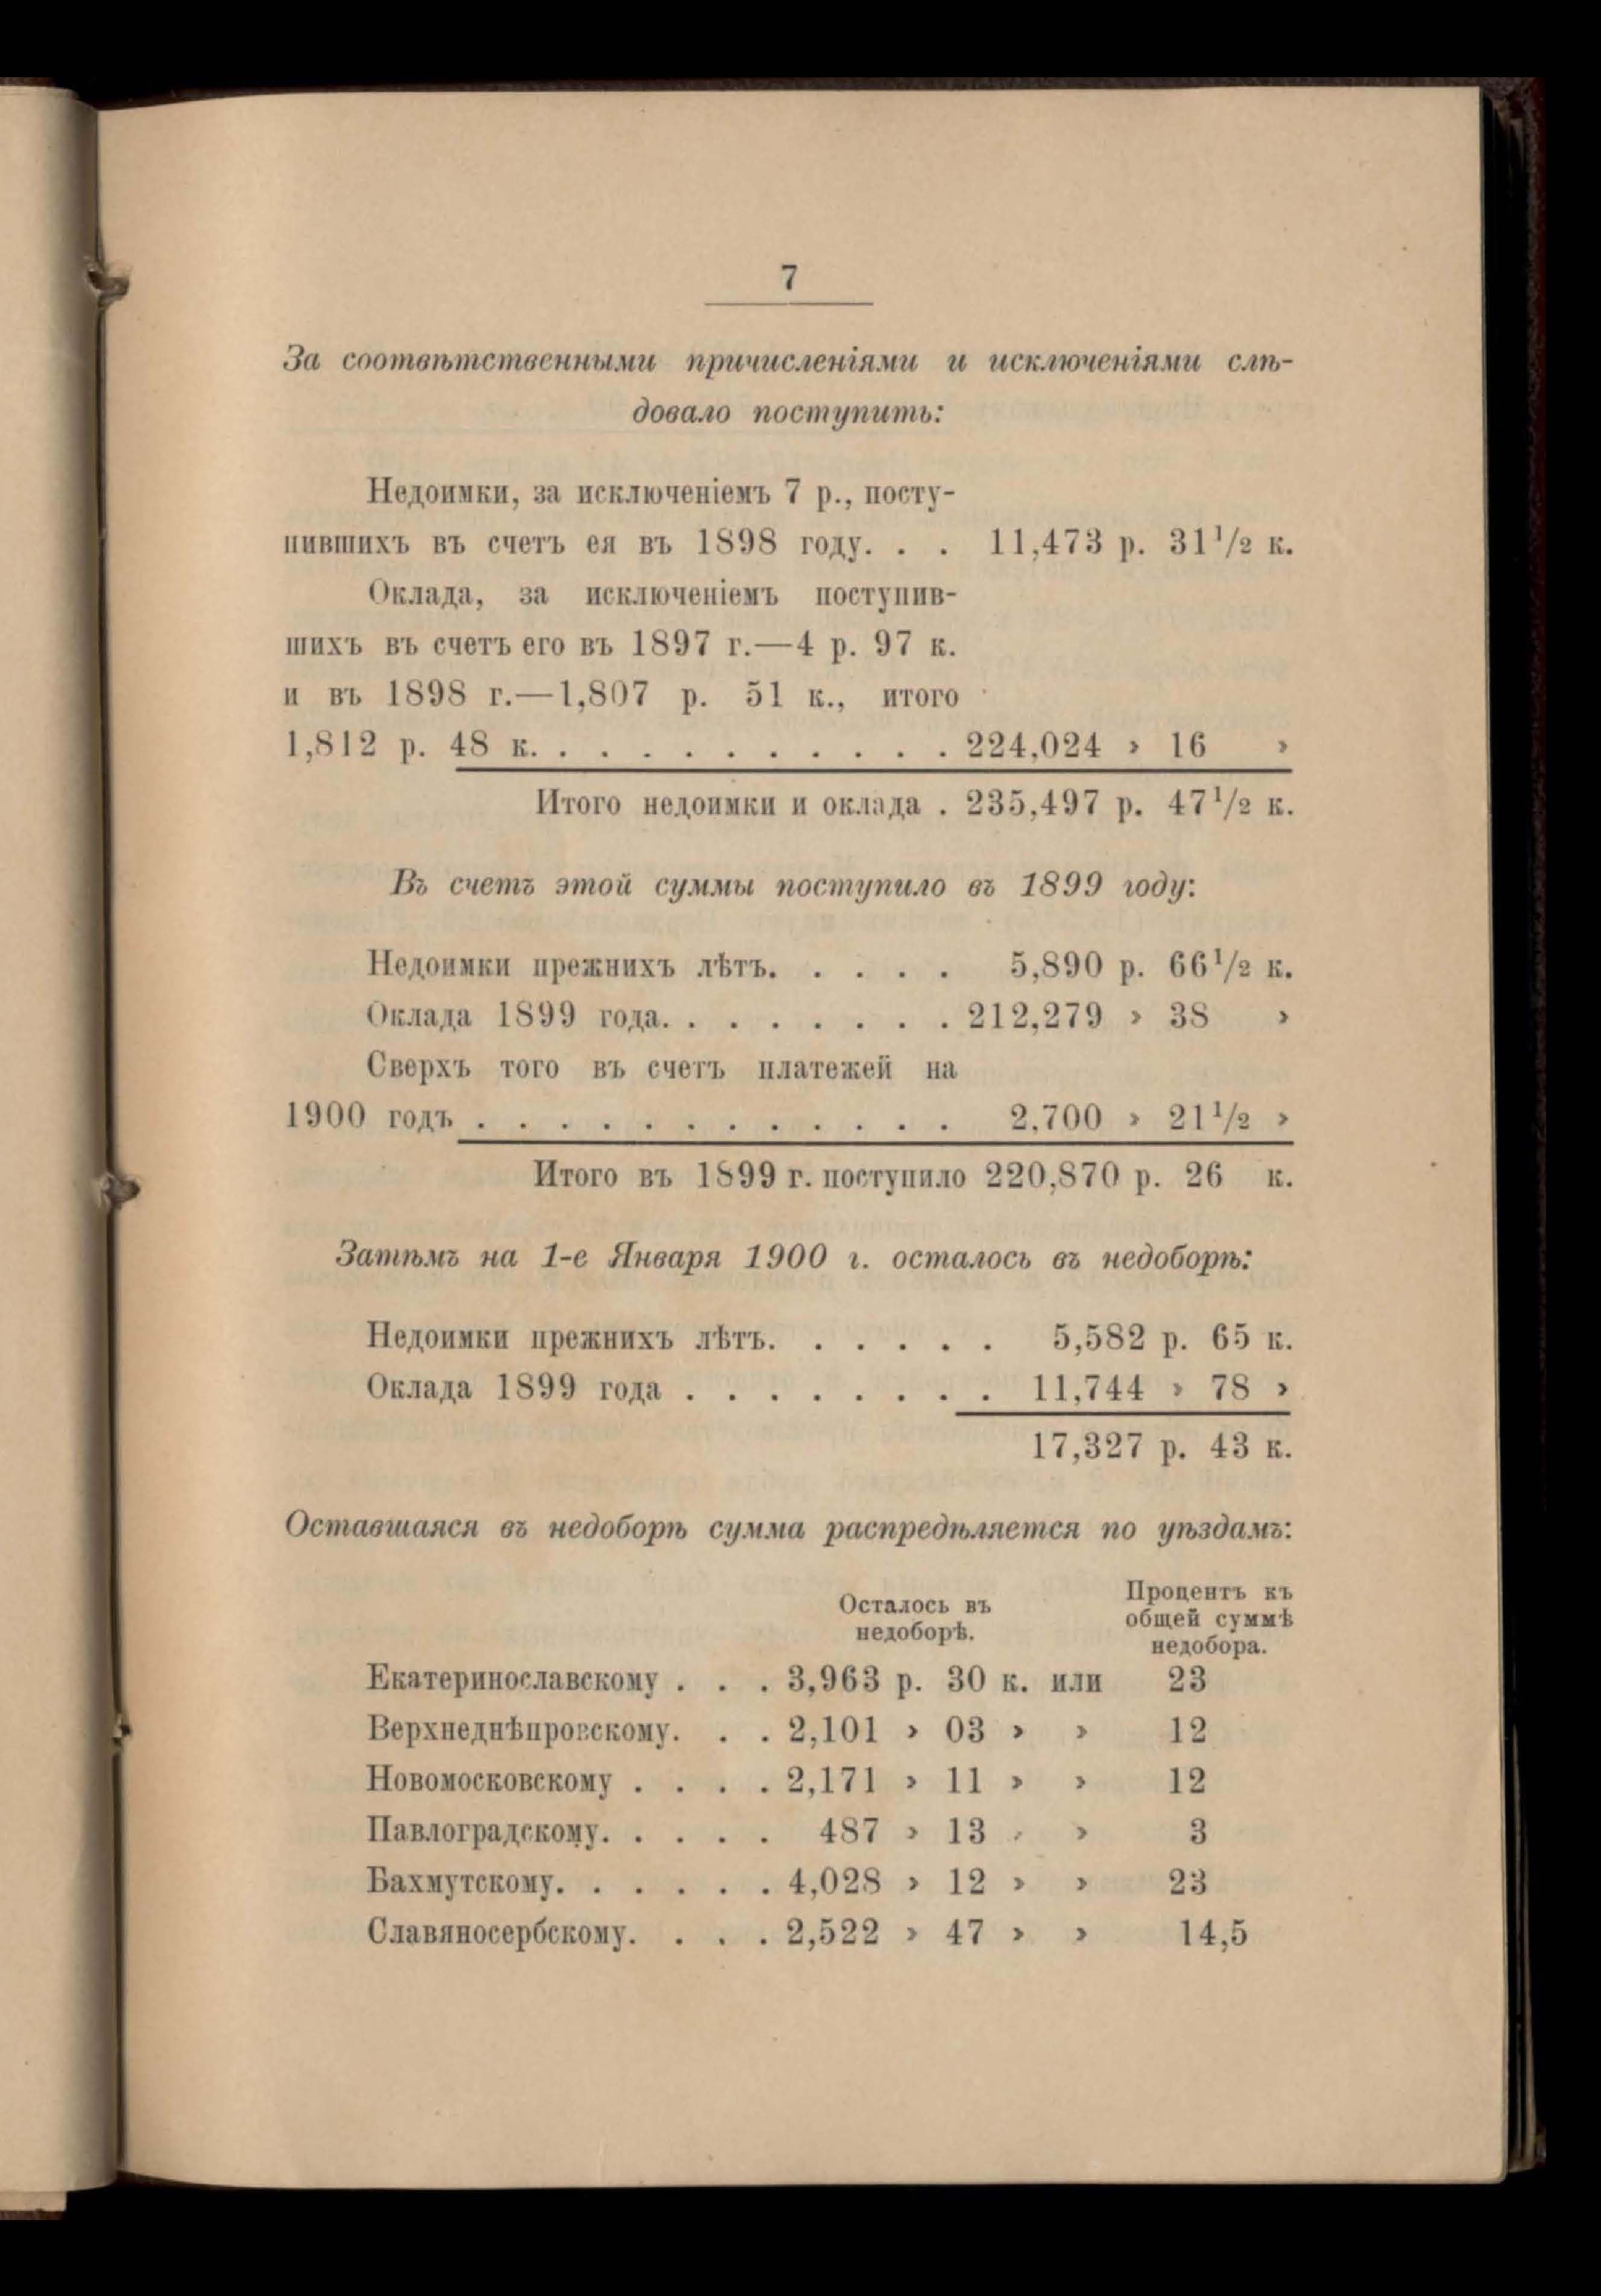 7
За соотвѣтственными причисленіями и исключеніями слѣ-
довало поступить:
Недоимки, за исключеніемъ 7 р., посту-
пившихъ въ счетъ ея въ 1898 году. . . 11,473 р. 31¹/₂ к.
Оклада, за исключеніемъ поступив-
шихъ въ счетъ его въ 1897 г.—4 р. 97 к.
и въ 1898 г.—1,807 р. 51 к., итого
1,812 р. 48 к. . . . . . . . . . . 224,024 » 16 »
Итого недоимки и оклада . 235,497 р. 47¹/₂ к.
Въ счетъ этой суммы поступило въ 1899 году:
Недоимки прежнихъ лѣтъ. . . . . 5,890 р. 66¹/₂ к.
Оклада 1899 года. . . . . . . . 212,279 » 38 »
Сверхъ того въ счетъ платежей на
1900 годъ . . . . . . . . . . . . 2,700 » 21¹/₂ »
Итого въ 1899 г. поступило 220,870 р. 26 к.
Затѣмъ на 1-е Января 1900 г. осталось въ недоборѣ:
Недоимки прежнихъ лѣтъ. . . . . . 5,582 р. 65 к.
Оклада 1899 года . . . . . . . . 11,744 » 78 »
17,327 р. 43 к.
Оставшаяся въ недоборѣ сумма распредѣляется по уѣздамъ:
Осталось въ
недоборѣ.
Процентъ къ
общей суммѣ
недобора.
Екатеринославскому . . . 3,963 р. 30 к. или 23
Верхнеднѣпровскому. . . 2,101 » 03 » » 12
Новомосковскому . . . . 2,171 » 11 » » 12
Павлоградскому. . . . . 487 » 13 » » 3
Бахмутскому. . . . . . 4,028 » 12 » » 23
Славяносербскому. . . . 2,522 » 47 » » 14,5